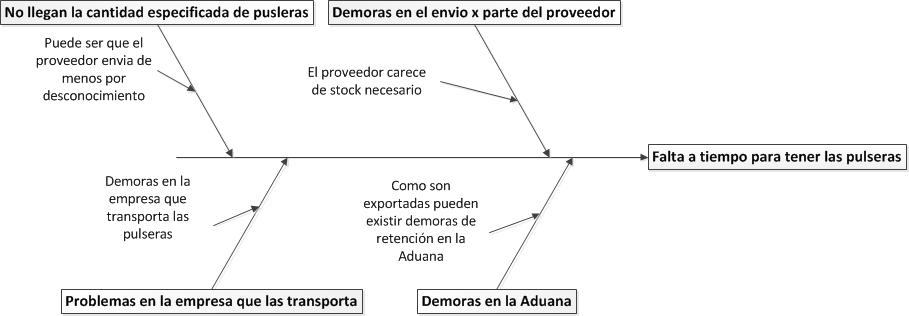 No llegan la cantidad especificada de pusleras
Demoras en el envio x parte del proveedor
Puede ser que el
proveedor envia de
menos por
desconocimiento
El proveedor carece
de stock necesario
Falta a tiempo para tener las pulseras
Demoras en la
empresa que
transporta las
pulseras
Como son
exportadas pueden
existir demoras de
retención en la
Aduana
Problemas en la empresa que las transporta
Demoras en la Aduana